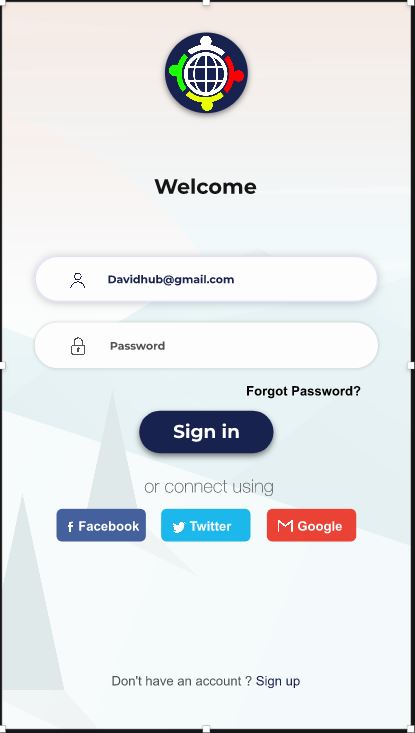 Welcome
Davidhub@gmail.com
Password
Forgot Password?
Sign in
or connect using
f Facebook Twitter Google
Don't have an account ? Sign up